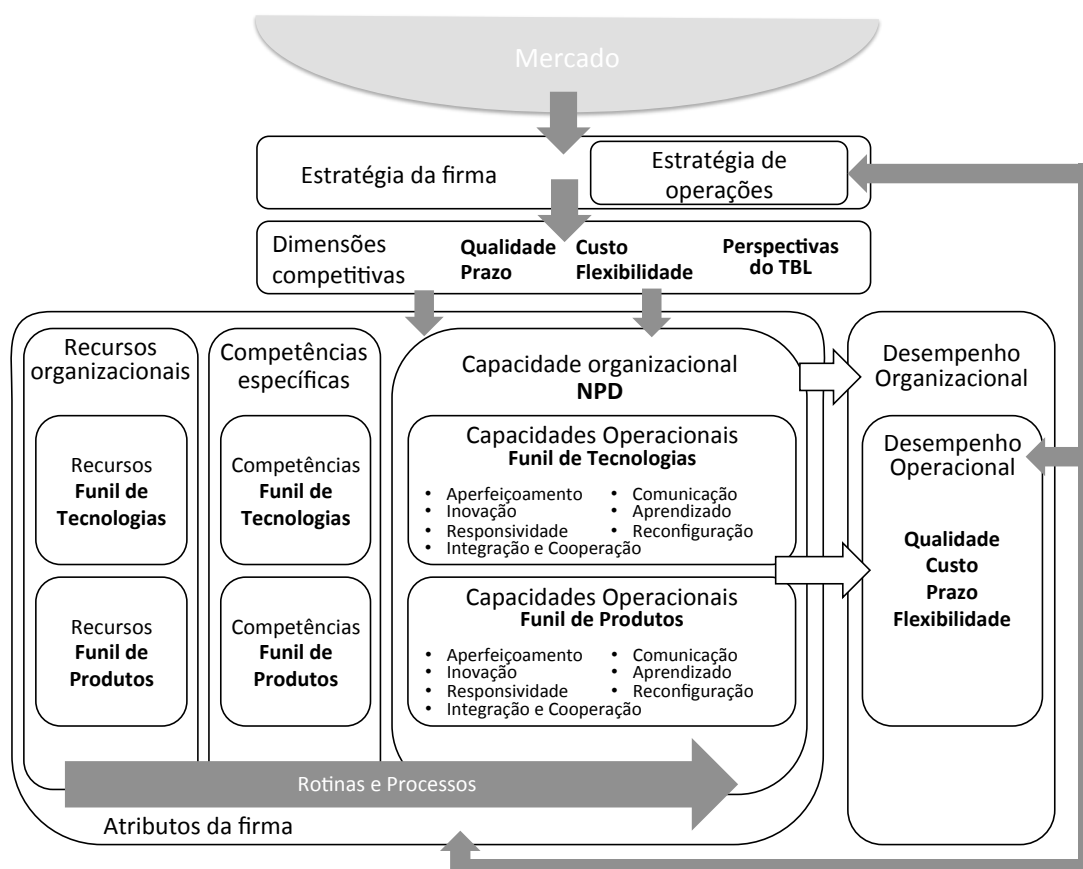 Mercado
Estratégia da firma
Estratégia de
operações
Dimensões
competitivas
Qualidade
Prazo
Custo
Flexibilidade
Perspectivas
do TBL
Recursos
organizacionais
Recursos
Funil de
Tecnologias
Recursos
Funil de
Produtos
Competências
específicas
Competências
Funil de
Tecnologias
Competências
Funil de
Produtos
Capacidade organizacional
NPD
Capacidades Operacionais
Funil de Tecnologias
• Aperfeiçoamento
• Inovação
• Responsividade
• Integração e Cooperação
• Comunicação
• Aprendizado
• Reconfiguração
Capacidades Operacionais
Funil de Produtos
• Aperfeiçoamento
• Inovação
• Responsividade
• Integração e Cooperação
• Comunicação
• Aprendizado
• Reconfiguração
Rotinas e Processos
Atributos da firma
Desempenho
Organizacional
Desempenho
Operacional
Qualidade
Custo
Prazo
Flexibilidade